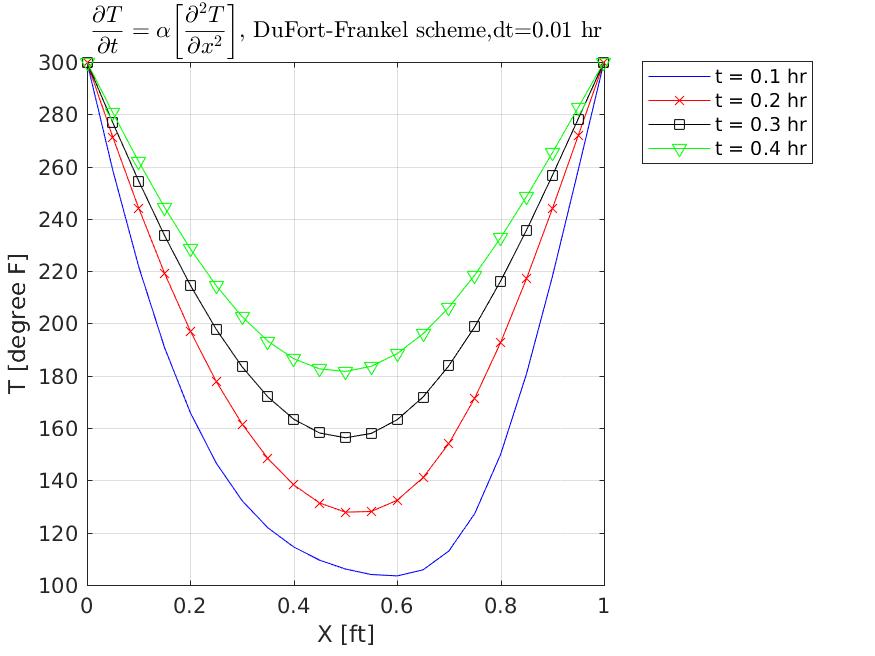 ∂T/∂t = α[∂²T/∂x²], DuFort-Frankel scheme,dt=0.01 hr
300
280
260
240
220
200
180
160
140
120
100
T [degree F]
0
0.2
0.4
0.6
0.8
1
X [ft]
t = 0.1 hr
t = 0.2 hr
t = 0.3 hr
t = 0.4 hr